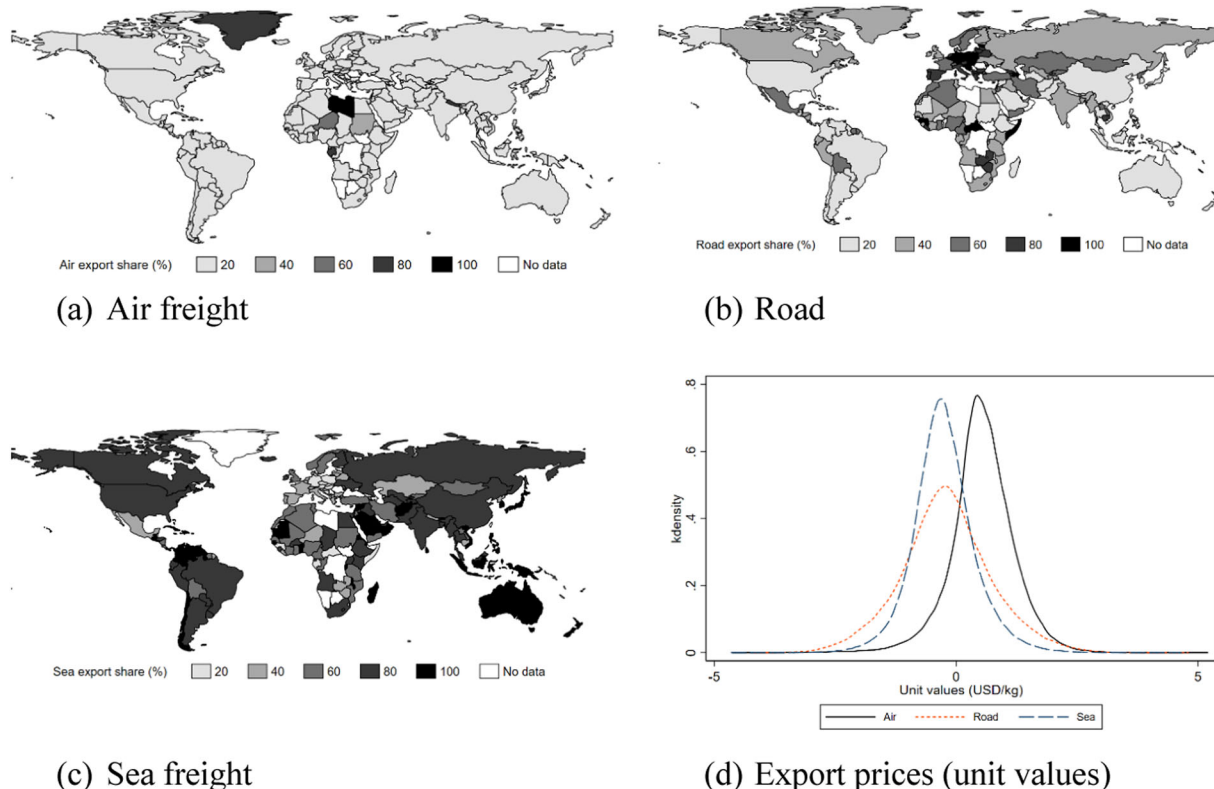 Air export share (%) 20 40 60 80 100 No data
(a) Air freight
Road export share (%) 20 40 60 80 100 No data
(b) Road
Sea export share (%) 20 40 60 80 100 No data
(c) Sea freight
.8
.6
.4
.2
0
kdensity
-5 0 5
Unit values (USD/kg)
Air Road Sea
(d) Export prices (unit values)